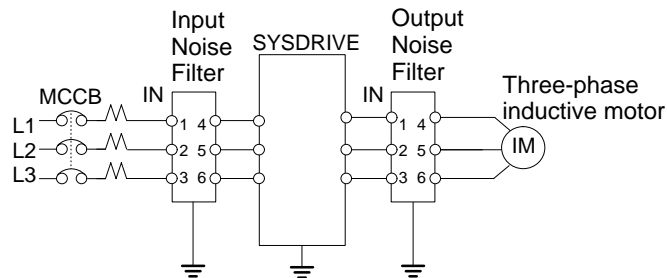 Input
Noise
Filter
SYSDRIVE
Output
Noise
Filter
MCCB
IN
IN
Three-phase
inductive motor
L1
1 4
1 4
L2
2 5
2 5
IM
L3
3 6
3 6